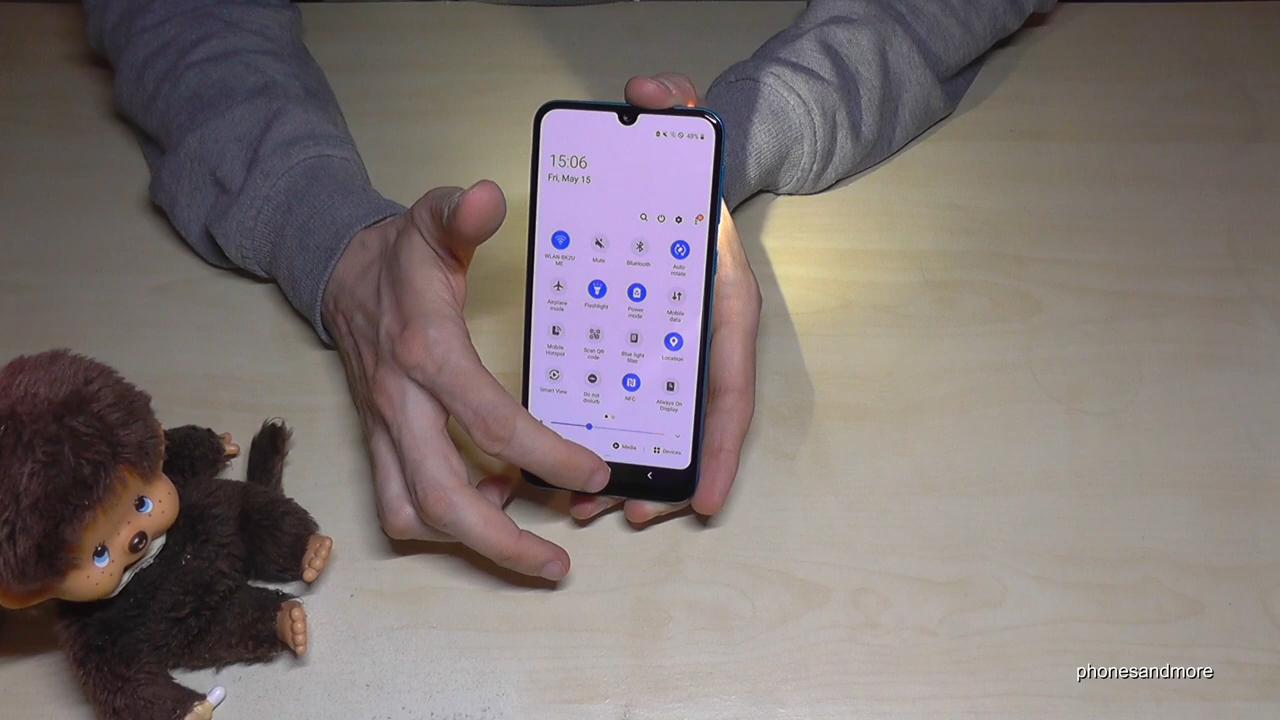 48%
15:06
Fri, May 15
WLAN-BK2U
ME
Mute
Bluetooth
Auto
rotate
Airplane
mode
Flashlight
Power
mode
Mobile
data
Mobile
Hotspot
Scan QR
code
Blue light
filter
Location
Smart View
Do not
disturb
NFC
Always On
Display
Media
Devices
phonesandmore